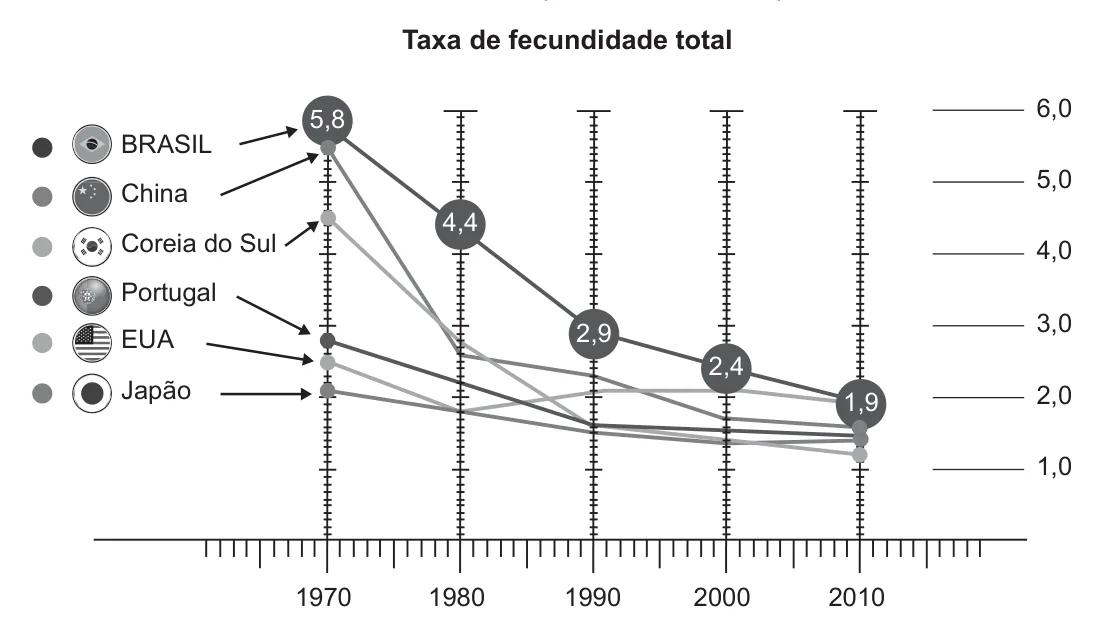 Taxa de fecundidade total
BRASIL
China
Coreia do Sul
Portugal
EUA
Japão
5,8
4,4
2,9
2,4
1,9
6,0
5,0
4,0
3,0
2,0
1,0
1970 1980 1990 2000 2010